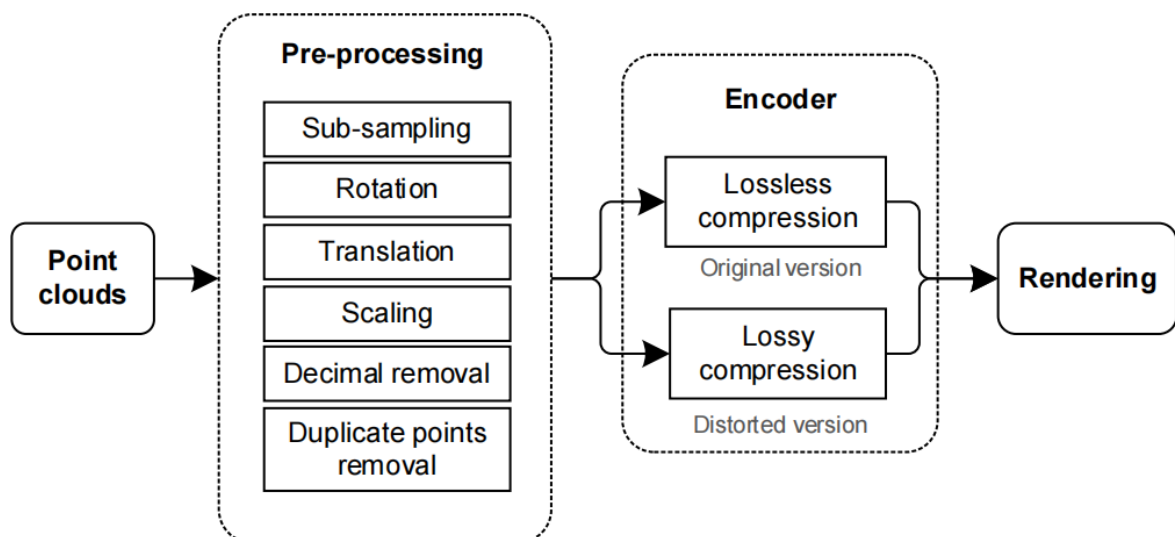 Point
clouds
Pre-processing
Sub-sampling
Rotation
Translation
Scaling
Decimal removal
Duplicate points
removal
Encoder
Lossless
compression
Original version
Lossy
compression
Distorted version
Rendering